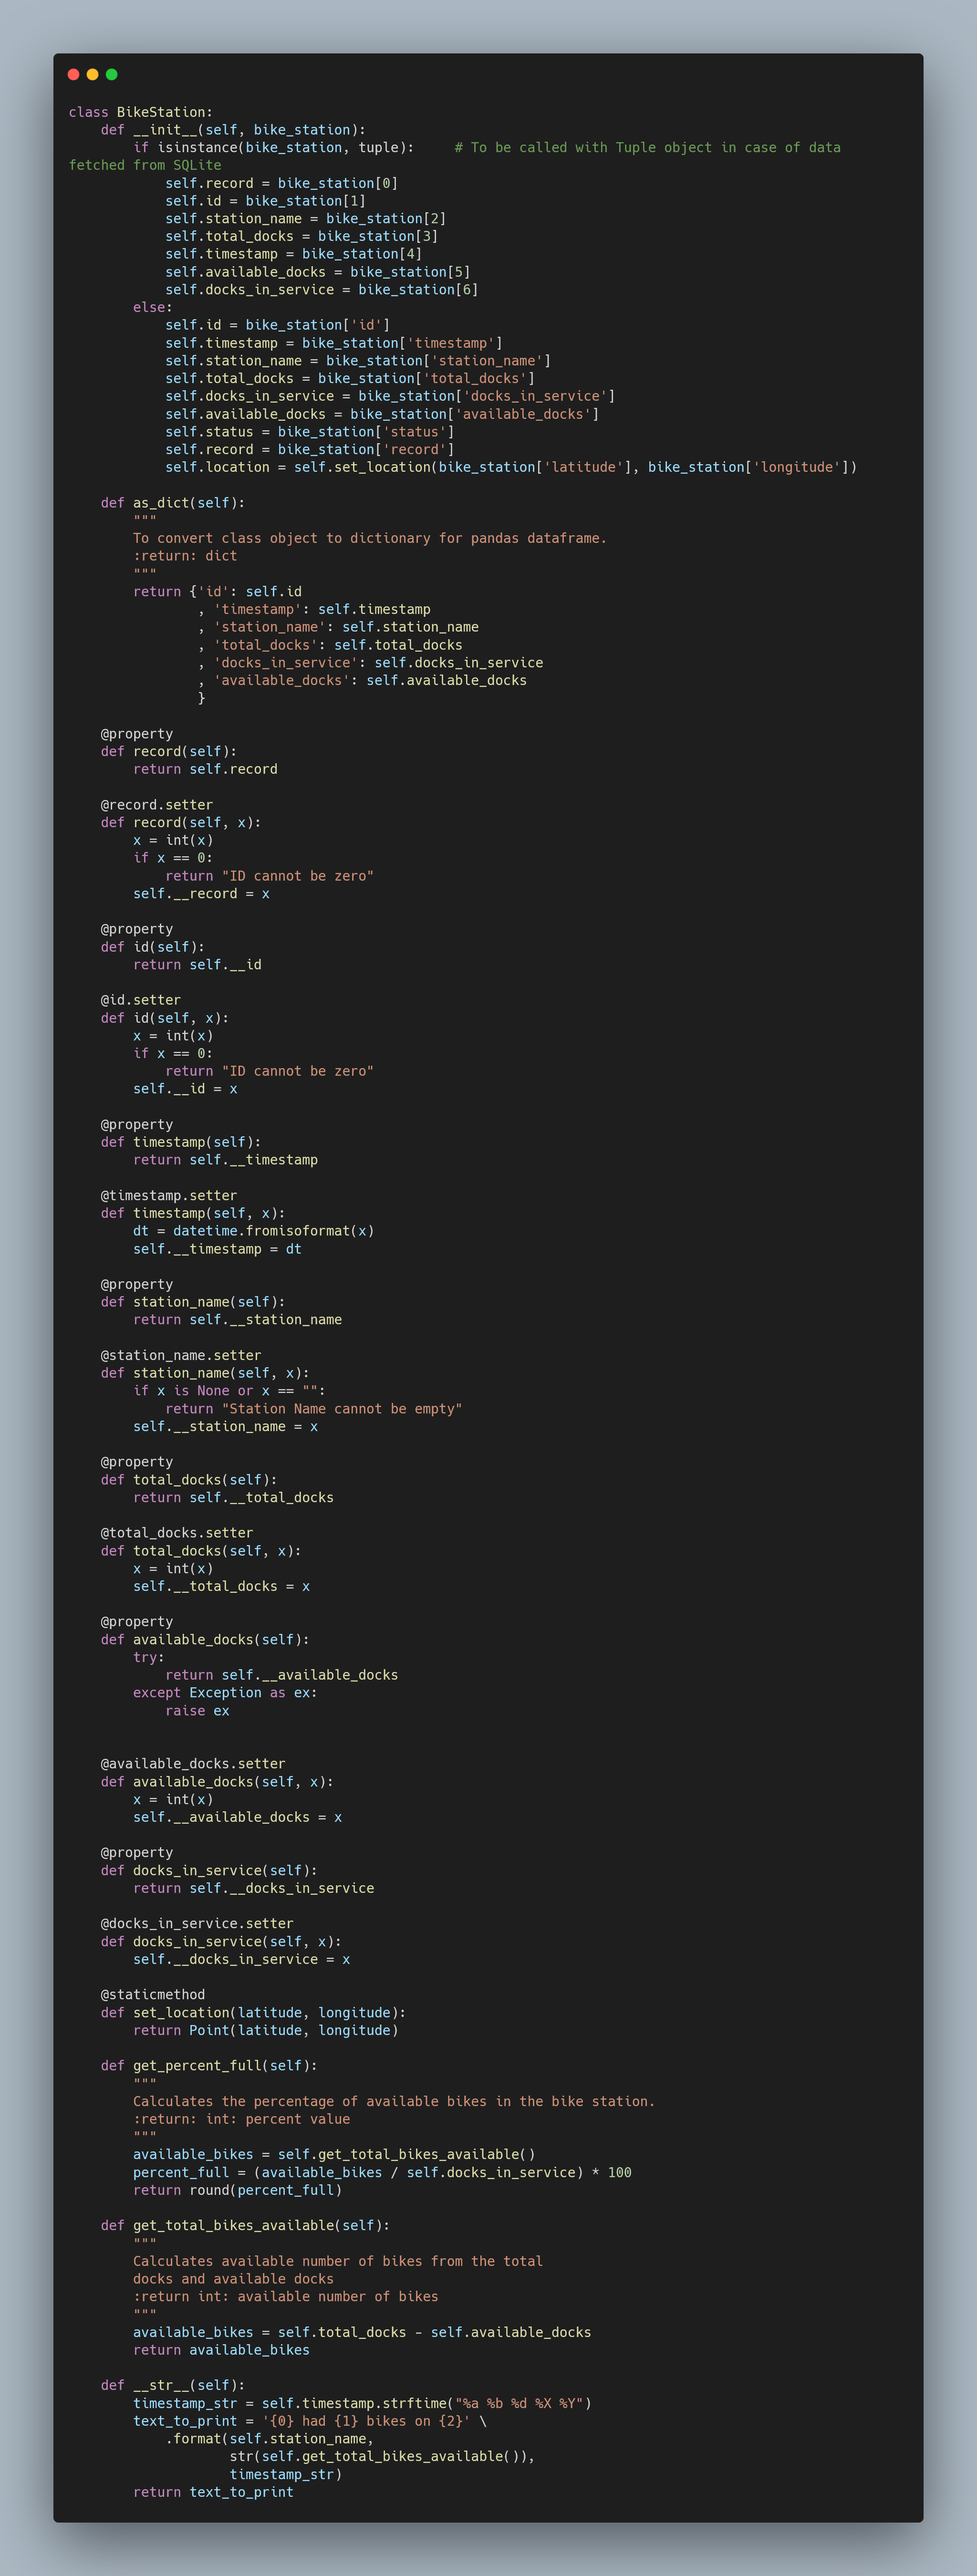 class BikeStation:
    def __init__(self, bike_station):
        if isinstance(bike_station, tuple):     # To be called with Tuple object in case of data
fetched from SQLite
            self.record = bike_station[0]
            self.id = bike_station[1]
            self.station_name = bike_station[2]
            self.total_docks = bike_station[3]
            self.timestamp = bike_station[4]
            self.available_docks = bike_station[5]
            self.docks_in_service = bike_station[6]
        else:
            self.id = bike_station['id']
            self.timestamp = bike_station['timestamp']
            self.station_name = bike_station['station_name']
            self.total_docks = bike_station['total_docks']
            self.docks_in_service = bike_station['docks_in_service']
            self.available_docks = bike_station['available_docks']
            self.status = bike_station['status']
            self.record = bike_station['record']
            self.location = self.set_location(bike_station['latitude'], bike_station['longitude'])

    def as_dict(self):
        """
        To convert class object to dictionary for pandas dataframe.
        :return: dict
        """
        return {'id': self.id
                , 'timestamp': self.timestamp
                , 'station_name': self.station_name
                , 'total_docks': self.total_docks
                , 'docks_in_service': self.docks_in_service
                , 'available_docks': self.available_docks
                }

    @property
    def record(self):
        return self.record

    @record.setter
    def record(self, x):
        x = int(x)
        if x == 0:
            return "ID cannot be zero"
        self.__record = x

    @property
    def id(self):
        return self.__id

    @id.setter
    def id(self, x):
        x = int(x)
        if x == 0:
            return "ID cannot be zero"
        self.__id = x

    @property
    def timestamp(self):
        return self.__timestamp

    @timestamp.setter
    def timestamp(self, x):
        dt = datetime.fromisoformat(x)
        self.__timestamp = dt

    @property
    def station_name(self):
        return self.__station_name

    @station_name.setter
    def station_name(self, x):
        if x is None or x == "":
            return "Station Name cannot be empty"
        self.__station_name = x

    @property
    def total_docks(self):
        return self.__total_docks

    @total_docks.setter
    def total_docks(self, x):
        x = int(x)
        self.__total_docks = x

    @property
    def available_docks(self):
        try:
            return self.__available_docks
        except Exception as ex:
            raise ex


    @available_docks.setter
    def available_docks(self, x):
        x = int(x)
        self.__available_docks = x

    @property
    def docks_in_service(self):
        return self.__docks_in_service

    @docks_in_service.setter
    def docks_in_service(self, x):
        self.__docks_in_service = x

    @staticmethod
    def set_location(latitude, longitude):
        return Point(latitude, longitude)

    def get_percent_full(self):
        """
        Calculates the percentage of available bikes in the bike station.
        :return: int: percent value
        """
        available_bikes = self.get_total_bikes_available()
        percent_full = (available_bikes / self.docks_in_service) * 100
        return round(percent_full)

    def get_total_bikes_available(self):
        """
        Calculates available number of bikes from the total
        docks and available docks
        :return int: available number of bikes
        """
        available_bikes = self.total_docks - self.available_docks
        return available_bikes

    def __str__(self):
        timestamp_str = self.timestamp.strftime("%a %b %d %X %Y")
        text_to_print = '{0} had {1} bikes on {2}' \
            .format(self.station_name,
                    str(self.get_total_bikes_available()),
                    timestamp_str)
        return text_to_print